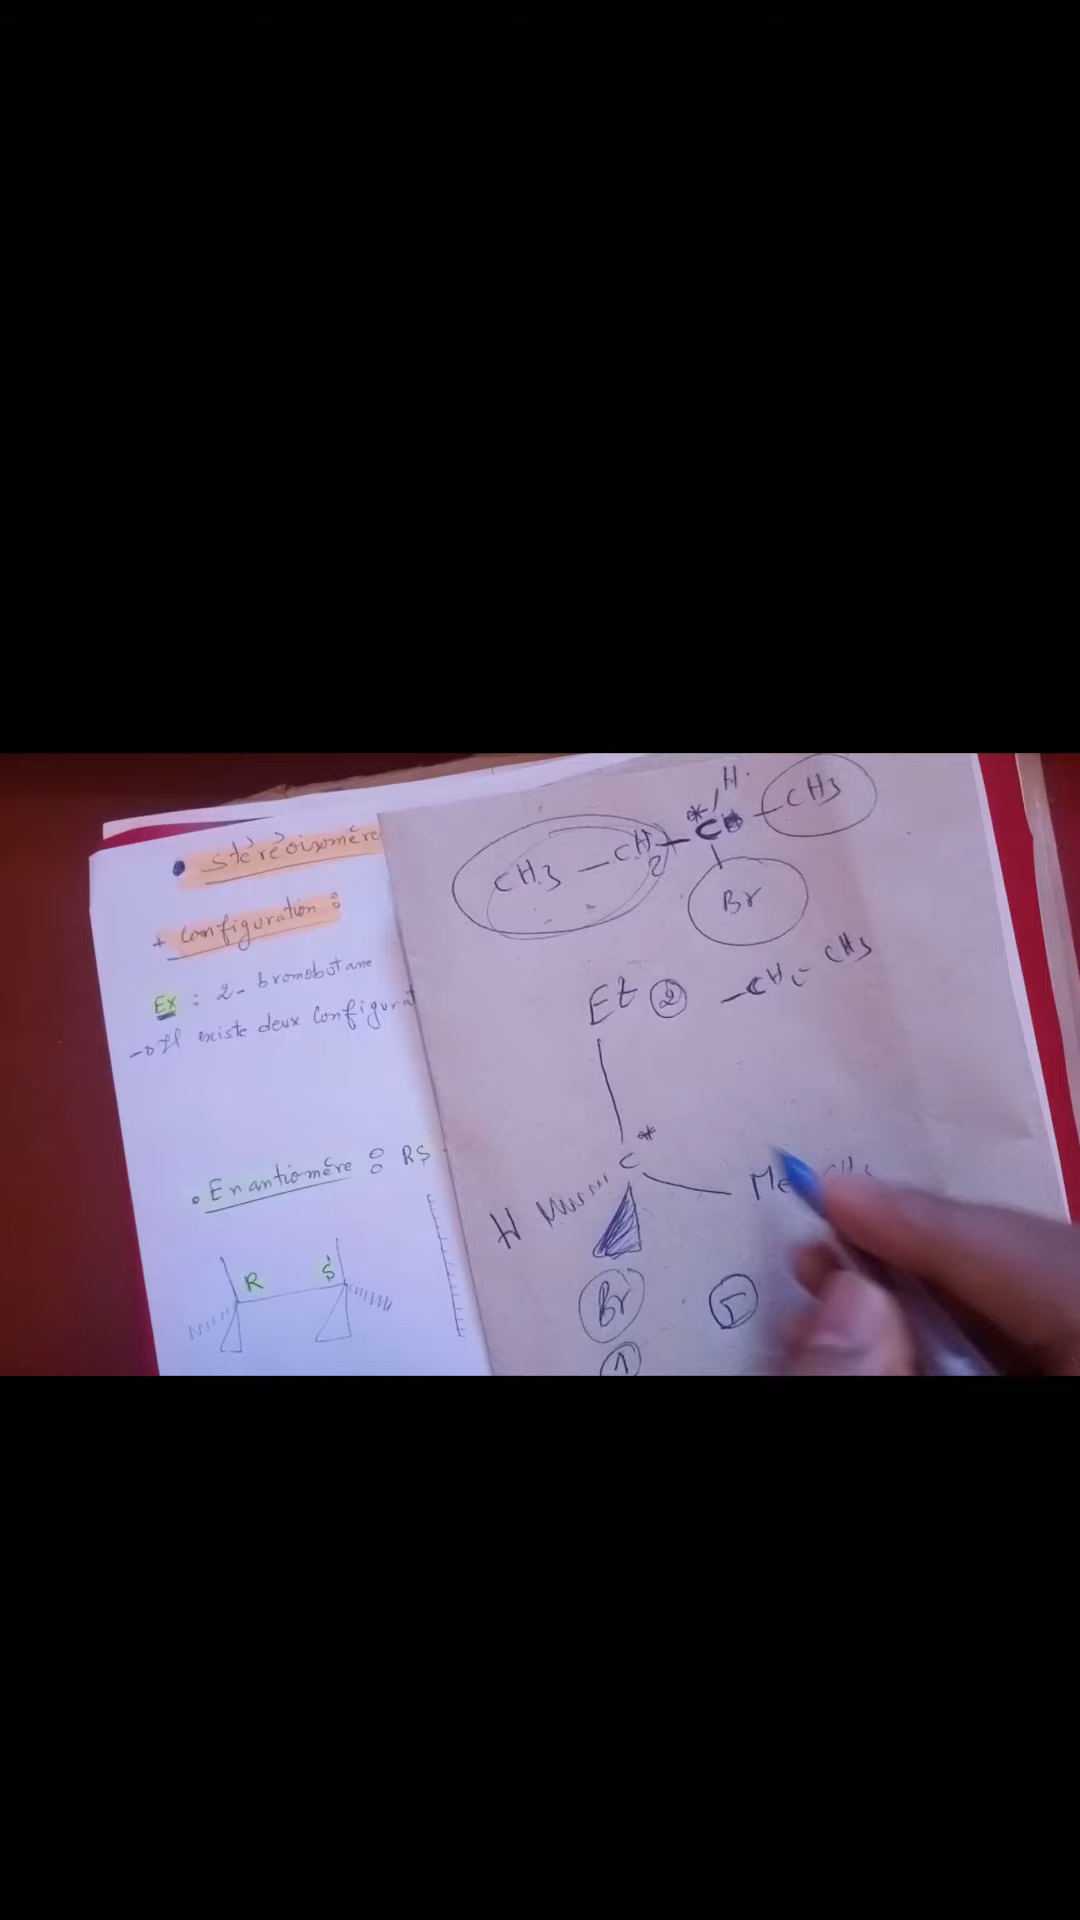 • Stéréoisomère
+ Configuration :
Ex : 2- bromobutane
→ Il existe deux configurat
• Enantiomère : RS
R S
H
CH3 — CH2 — C* — CH3
Br
Et ② — CH2 - CH3
C*
H Me
Br
①